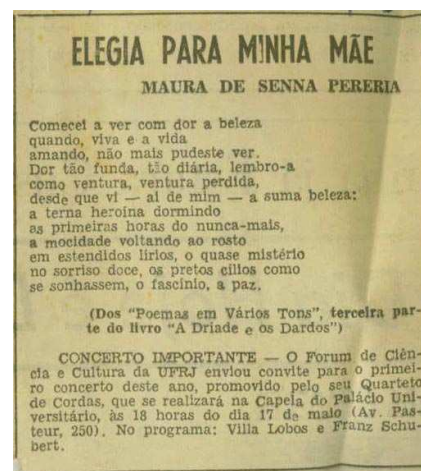 ELEGIA PARA MINHA MÃE
MAURA DE SENNA PERERIA
Comecei a ver com dor a beleza
quando, viva e a vida
amando, não mais pudeste ver.
Dor tão funda, tão diária, lembro-a
como ventura, ventura perdida,
desde que vi — ai de mim — a suma beleza:
a terna heroína dormindo
as primeiras horas do nunca-mais,
a mocidade voltando ao rosto
em estendidos lírios, o quase mistério
no sorriso doce, os pretos cílios como
se sonhassem, o fascínio, a paz.
(Dos "Poemas em Vários Tons", terceira par-
te do livro "A Dríade e os Dardos")
CONCERTO IMPORTANTE — O Forum de Ciên-
cia e Cultura da UFRJ enviou convite para o primei-
ro concerto deste ano, promovido pelo seu Quarteto
de Cordas, que se realizará na Capela do Palácio Uni-
versitário, às 18 horas do dia 17 de maio (Av. Pas-
teur, 250). No programa: Villa Lobos e Franz Schu-
bert.